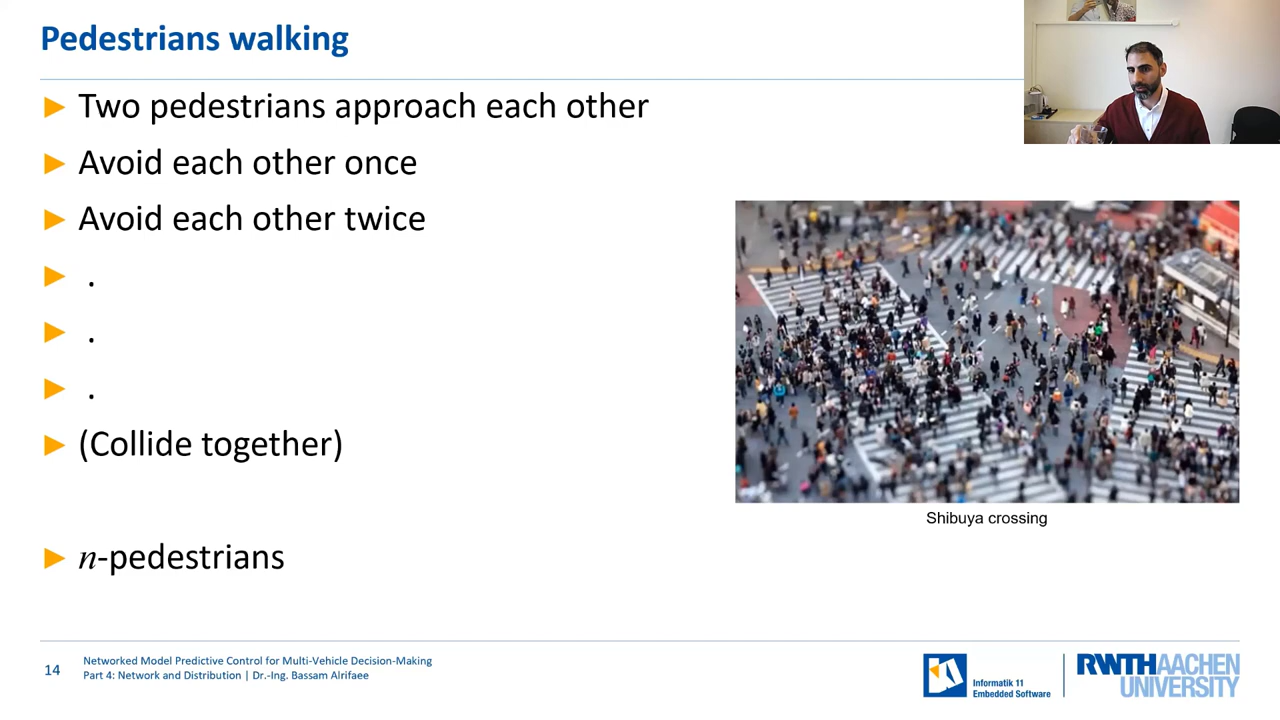 Pedestrians walking
► Two pedestrians approach each other
► Avoid each other once
► Avoid each other twice
► .
► .
► .
► (Collide together)
► n-pedestrians
Shibuya crossing
14
Networked Model Predictive Control for Multi-Vehicle Decision-Making
Part 4: Network and Distribution | Dr.-Ing. Bassam Alrifaee
Informatik 11
Embedded Software
RWTHAACHEN
UNIVERSITY